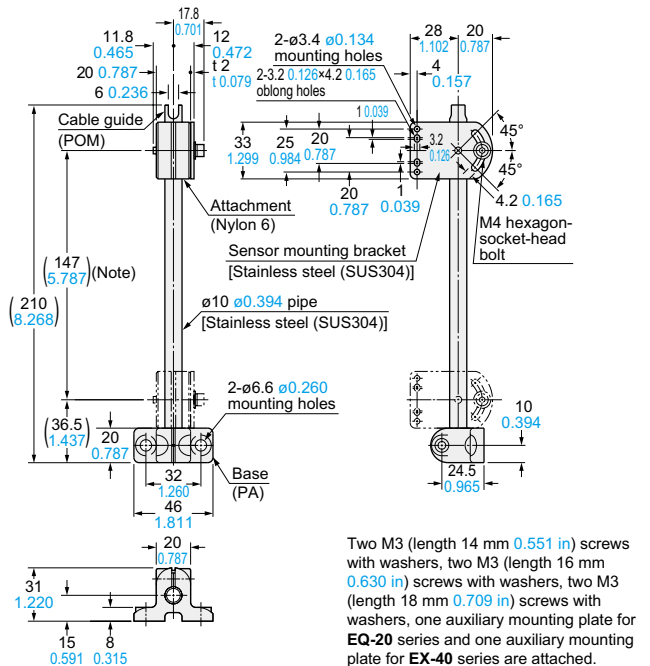 17.8
0.701
11.8
0.465
12
0.472
20 0.787
t 2
t 0.079
6 0.236
Cable guide
(POM)
Attachment
(Nylon 6)
(147
5.787)(Note)
(210
8.268)
ø10 ø0.394 pipe
[Stainless steel (SUS304)]
2-ø6.6 ø0.260
mounting holes
(36.5
1.437)
20
0.787
Base
(PA)
32
1.260
46
1.811
2-ø3.4 ø0.134
mounting holes
2-3.2 0.126×4.2 0.165
oblong holes
28
1.102
20
0.787
4
0.157
1 0.039
33
1.299
25
0.984
20
0.787
3.2
0.126
45°
45°
20
0.787
1
0.039
4.2 0.165
M4 hexagon-
socket-head
bolt
Sensor mounting bracket
[Stainless steel (SUS304)]
10
0.394
24.5
0.965
20
0.787
31
1.220
15
0.591
8
0.315
Two M3 (length 14 mm 0.551 in) screws
with washers, two M3 (length 16 mm
0.630 in) screws with washers, two M3
(length 18 mm 0.709 in) screws with
washers, one auxiliary mounting plate for
EQ-20 series and one auxiliary mounting
plate for EX-40 series are attached.